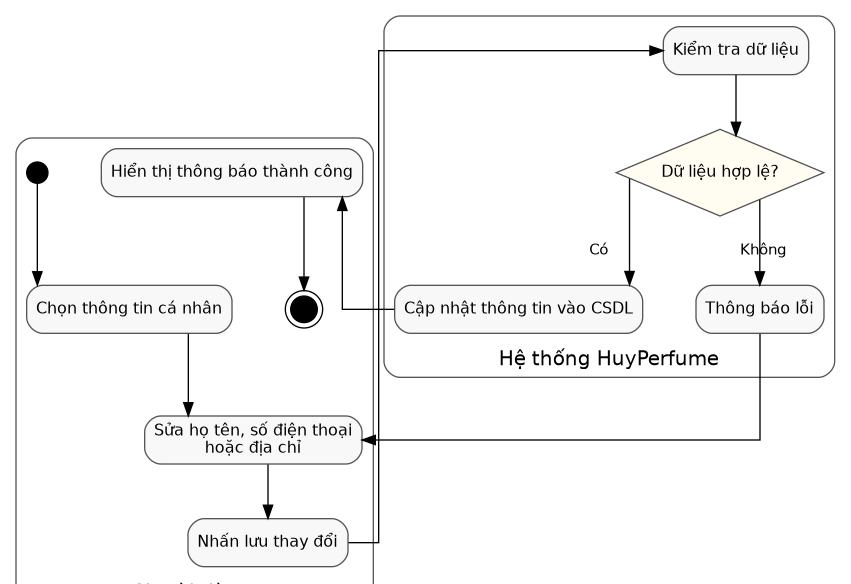 Kiểm tra dữ liệu
Hiển thị thông báo thành công
Dữ liệu hợp lệ?
Có
Không
Chọn thông tin cá nhân
Cập nhật thông tin vào CSDL
Thông báo lỗi
Hệ thống HuyPerfume
Sửa họ tên, số điện thoại
hoặc địa chỉ
Nhấn lưu thay đổi